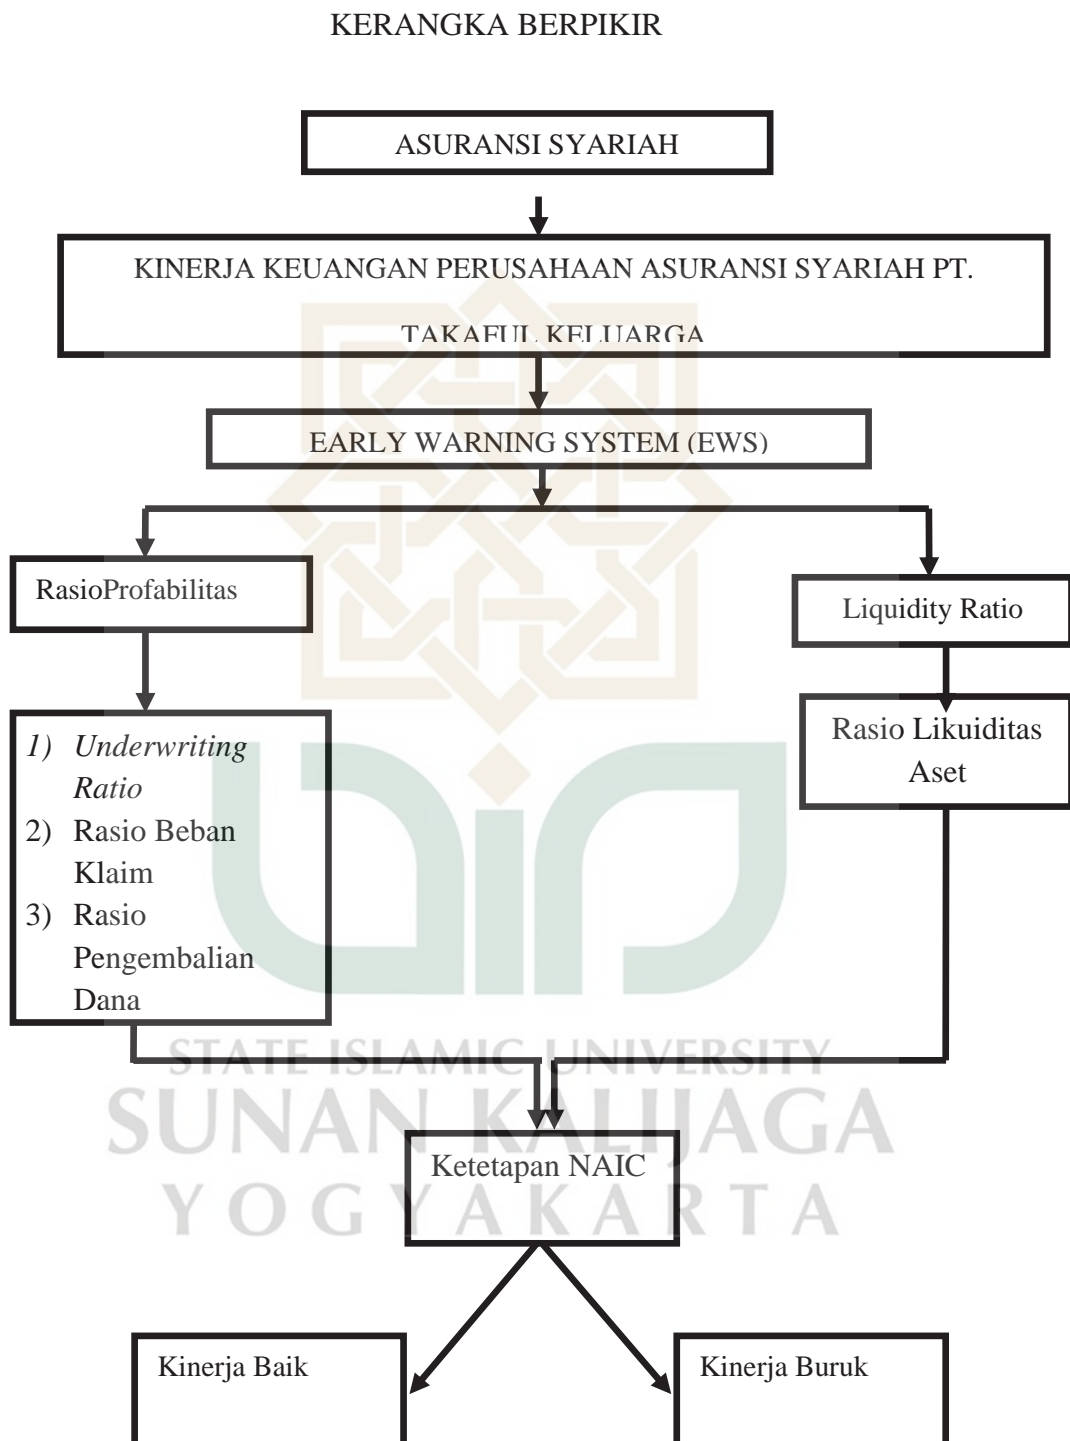 KERANGKA BERPIKIR
ASURANSI SYARIAH
KINERJA KEUANGAN PERUSAHAAN ASURANSI SYARIAH PT.
TAKAFUL KELUARGA
EARLY WARNING SYSTEM (EWS)
RasioProfabilitas
Liquidity Ratio
1) Underwriting
Ratio
2) Rasio Beban
Klaim
3) Rasio
Pengembalian
Dana
Rasio Likuiditas
Aset
STATE ISLAMIC UNIVERSITY
SUNAN KALIJAGA
YOGYAKARTA
Ketetapan NAIC
Kinerja Baik
Kinerja Buruk